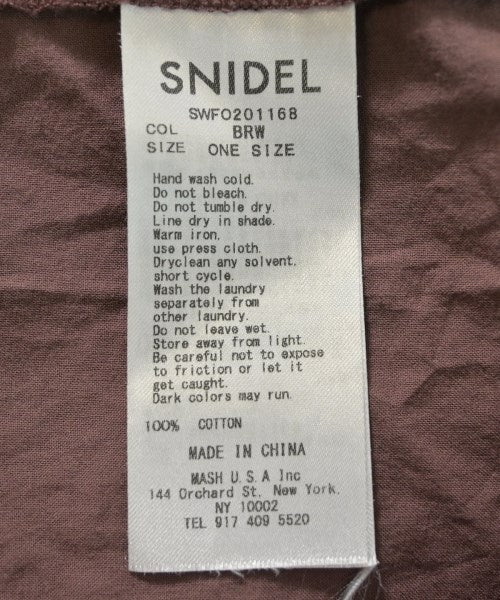 SNIDEL
SWFO201168
COL BRW
SIZE ONE SIZE
Hand wash cold.
Do not bleach.
Do not tumble dry.
Line dry in shade.
Warm iron.
use press cloth.
Dryclean any solvent.
short cycle.
Wash the laundry
separately from
other laundry.
Do not leave wet.
Store away from light.
Be careful not to expose
to friction or let it
get caught.
Dark colors may run.
100% COTTON
MADE IN CHINA
MASH U.S.A Inc
144 Orchard St. New York.
NY 10002
TEL 917 409 5520